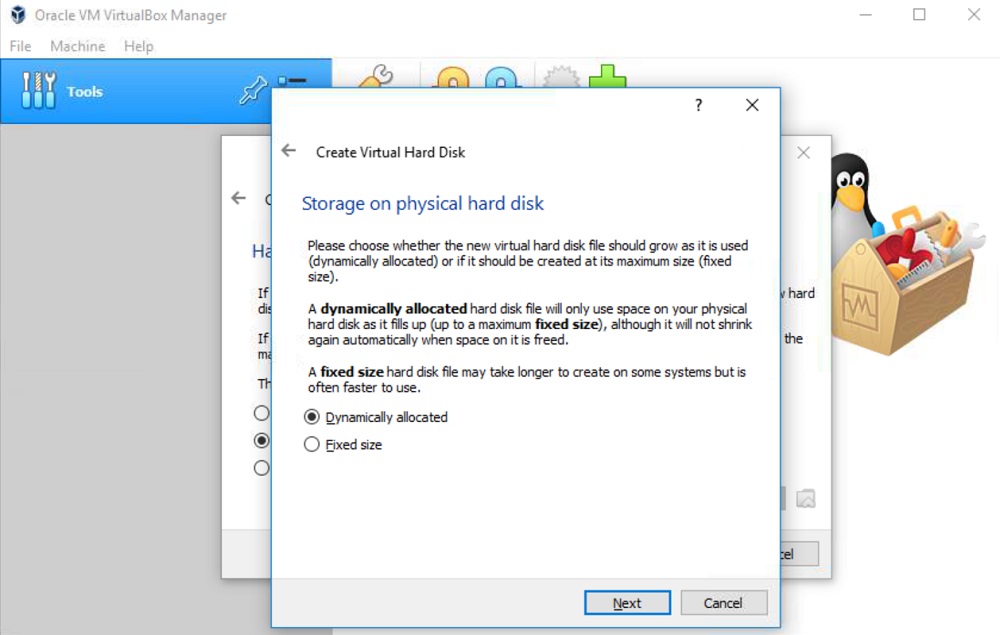 Oracle VM VirtualBox Manager
File Machine Help
Tools
?
Create Virtual Hard Disk
Storage on physical hard disk
Please choose whether the new virtual hard disk file should grow as it is used
(dynamically allocated) or if it should be created at its maximum size (fixed
size).
A dynamically allocated hard disk file will only use space on your physical
hard disk as it fills up (up to a maximum fixed size), although it will not shrink
again automatically when space on it is freed.
A fixed size hard disk file may take longer to create on some systems but is
often faster to use.
Dynamically allocated
Fixed size
Next Cancel
If
hard
If
the